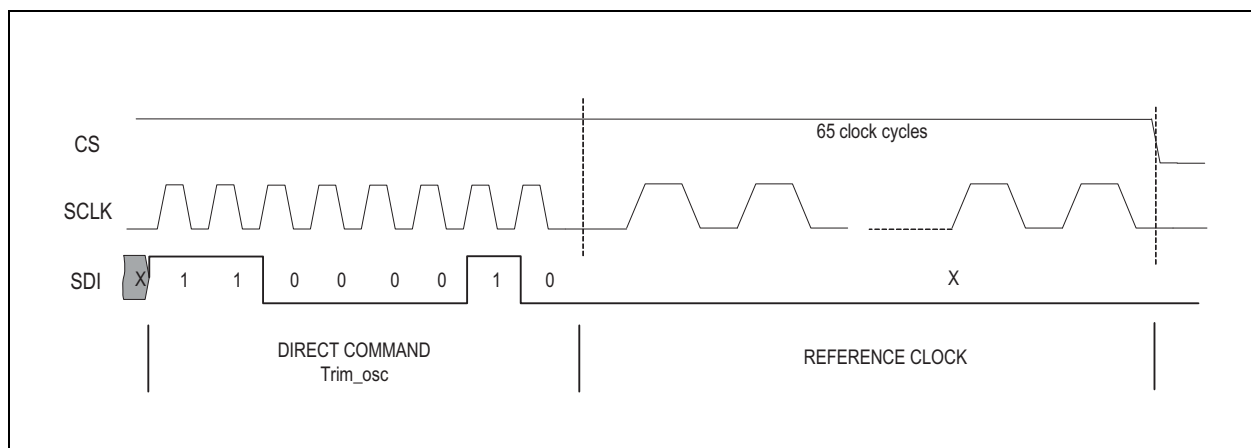 CS
65 clock cycles
SCLK
SDI
X 1 1 0 0 0 0 1 0 X
DIRECT COMMAND
Trim_osc
REFERENCE CLOCK